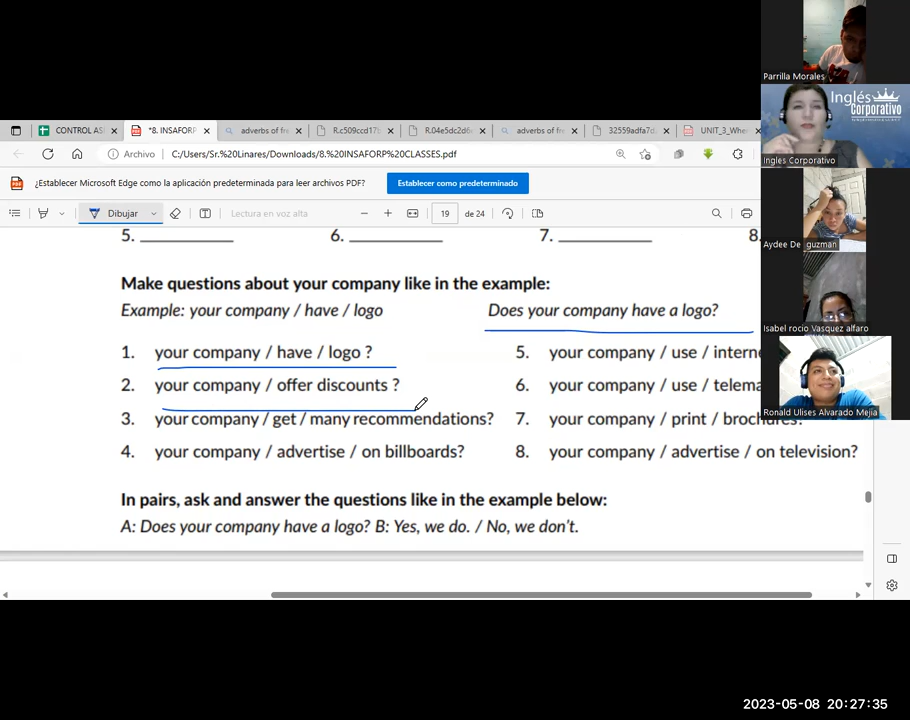 CONTROL ASI
*8. INSAFORP
adverbs of fre
R.c509ccd175
R.04e5dc2d6
adverbs of fre
32559adfa7d
UNIT_3_Whe
Archivo
C:/Users/Sr.%20Linares/Downloads/8.%20INSAFORP%20CLASSES.pdf
¿Establecer Microsoft Edge como la aplicación predeterminada para leer archivos PDF?
Establecer como predeterminado
Dibujar
Lectura en voz alta
19 de 24
5. 6. 7. 8.
Make questions about your company like in the example:
Example: your company / have / logo
Does your company have a logo?
1. your company / have / logo ?
2. your company / offer discounts ?
3. your company / get / many recommendations?
4. your company / advertise / on billboards?
5. your company / use / intern
6. your company / use / telema
7. your company / print / brochures?
8. your company / advertise / on television?
In pairs, ask and answer the questions like in the example below:
A: Does your company have a logo? B: Yes, we do. / No, we don't.
Parrilla Morales
Inglés
Corporativo
Ingles Corporativo
Aydee De guzman
Isabel rocio Vasquez alfaro
Ronald Ulises Alvarado Mejia
2023-05-08 20:27:35